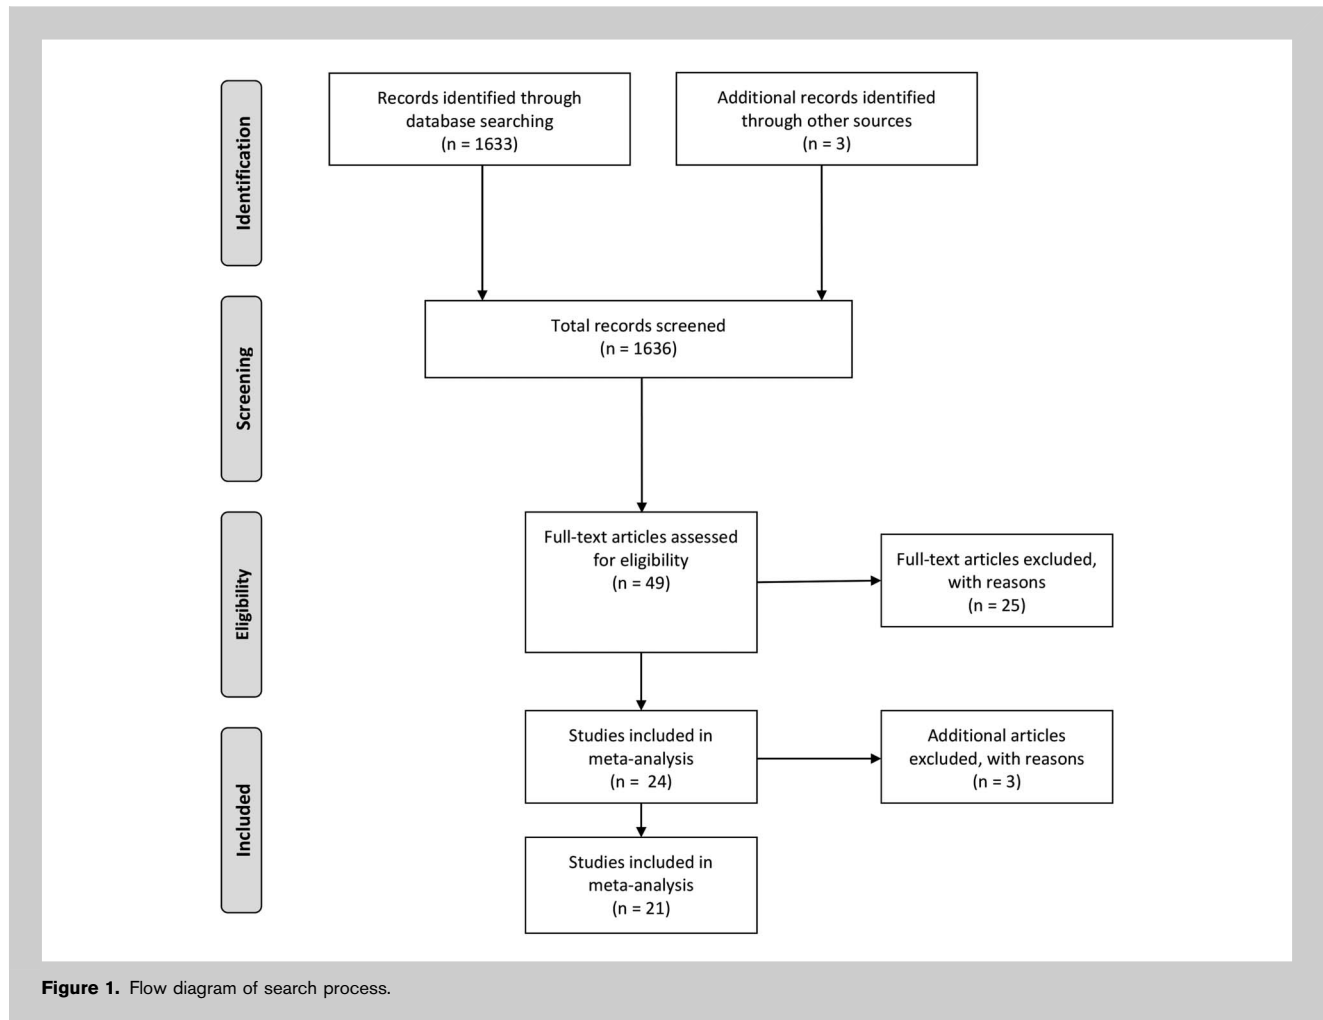 Identification
Records identified through
database searching
(n = 1633)
Additional records identified
through other sources
(n = 3)
Screening
Total records screened
(n = 1636)
Eligibility
Full-text articles assessed
for eligibility
(n = 49)
Full-text articles excluded,
with reasons
(n = 25)
Included
Studies included in
meta-analysis
(n = 24)
Additional articles
excluded, with reasons
(n = 3)
Studies included in
meta-analysis
(n = 21)
Figure 1. Flow diagram of search process.